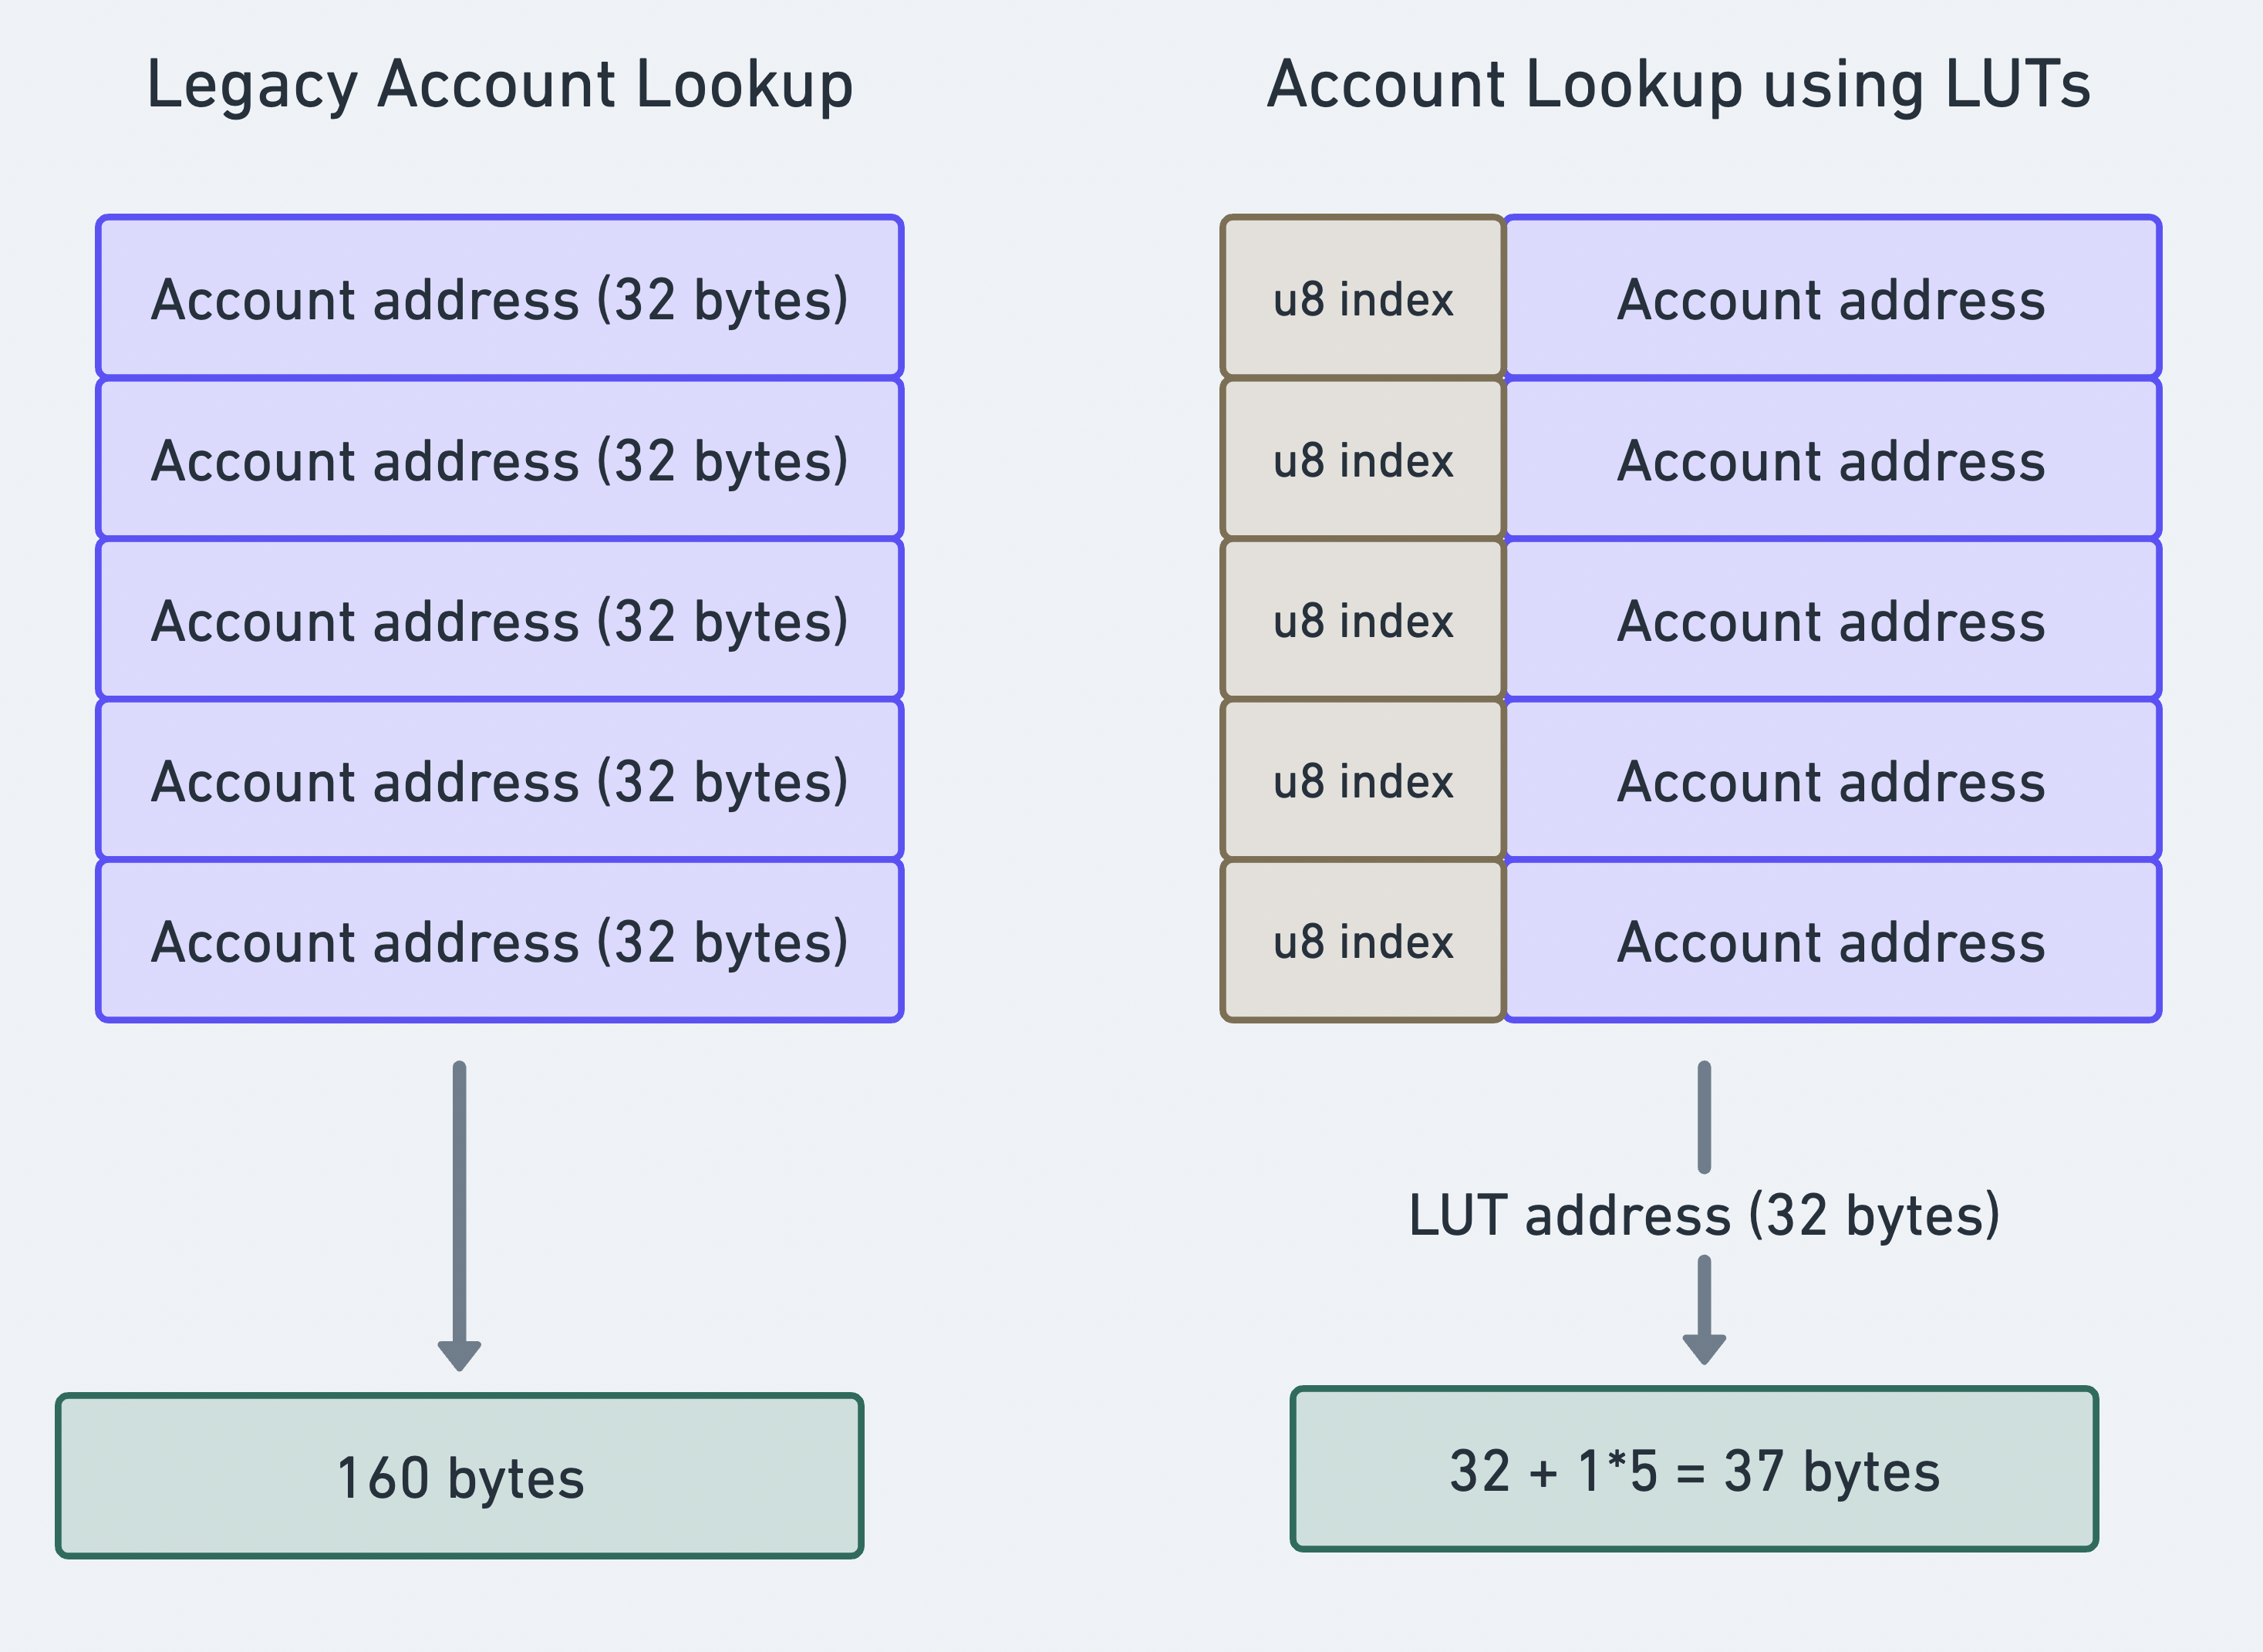 Legacy Account Lookup
Account address (32 bytes)
Account address (32 bytes)
Account address (32 bytes)
Account address (32 bytes)
Account address (32 bytes)
160 bytes
Account Lookup using LUTs
u8 index Account address
u8 index Account address
u8 index Account address
u8 index Account address
u8 index Account address
LUT address (32 bytes)
32 + 1*5 = 37 bytes